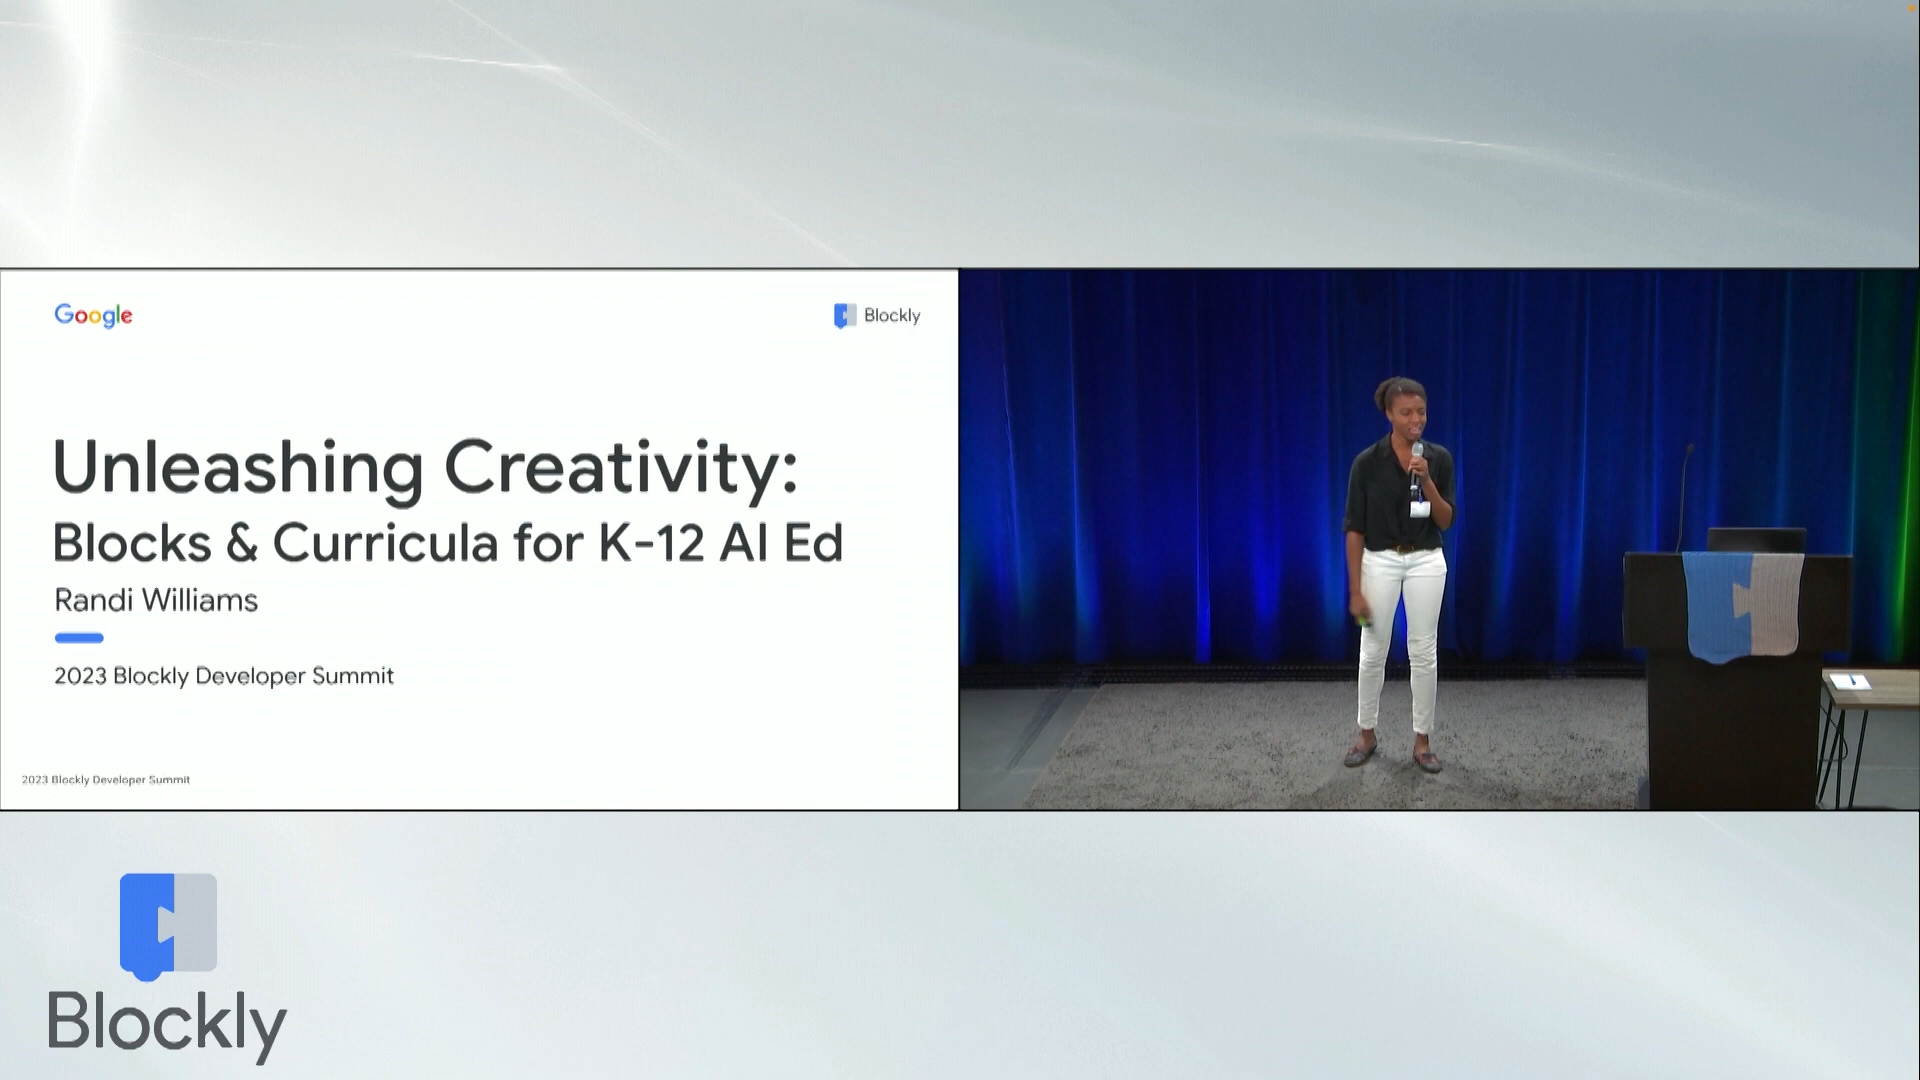 Google
Blockly
Unleashing Creativity:
Blocks & Curricula for K-12 AI Ed
Randi Williams
2023 Blockly Developer Summit
2023 Blockly Developer Summit
Blockly